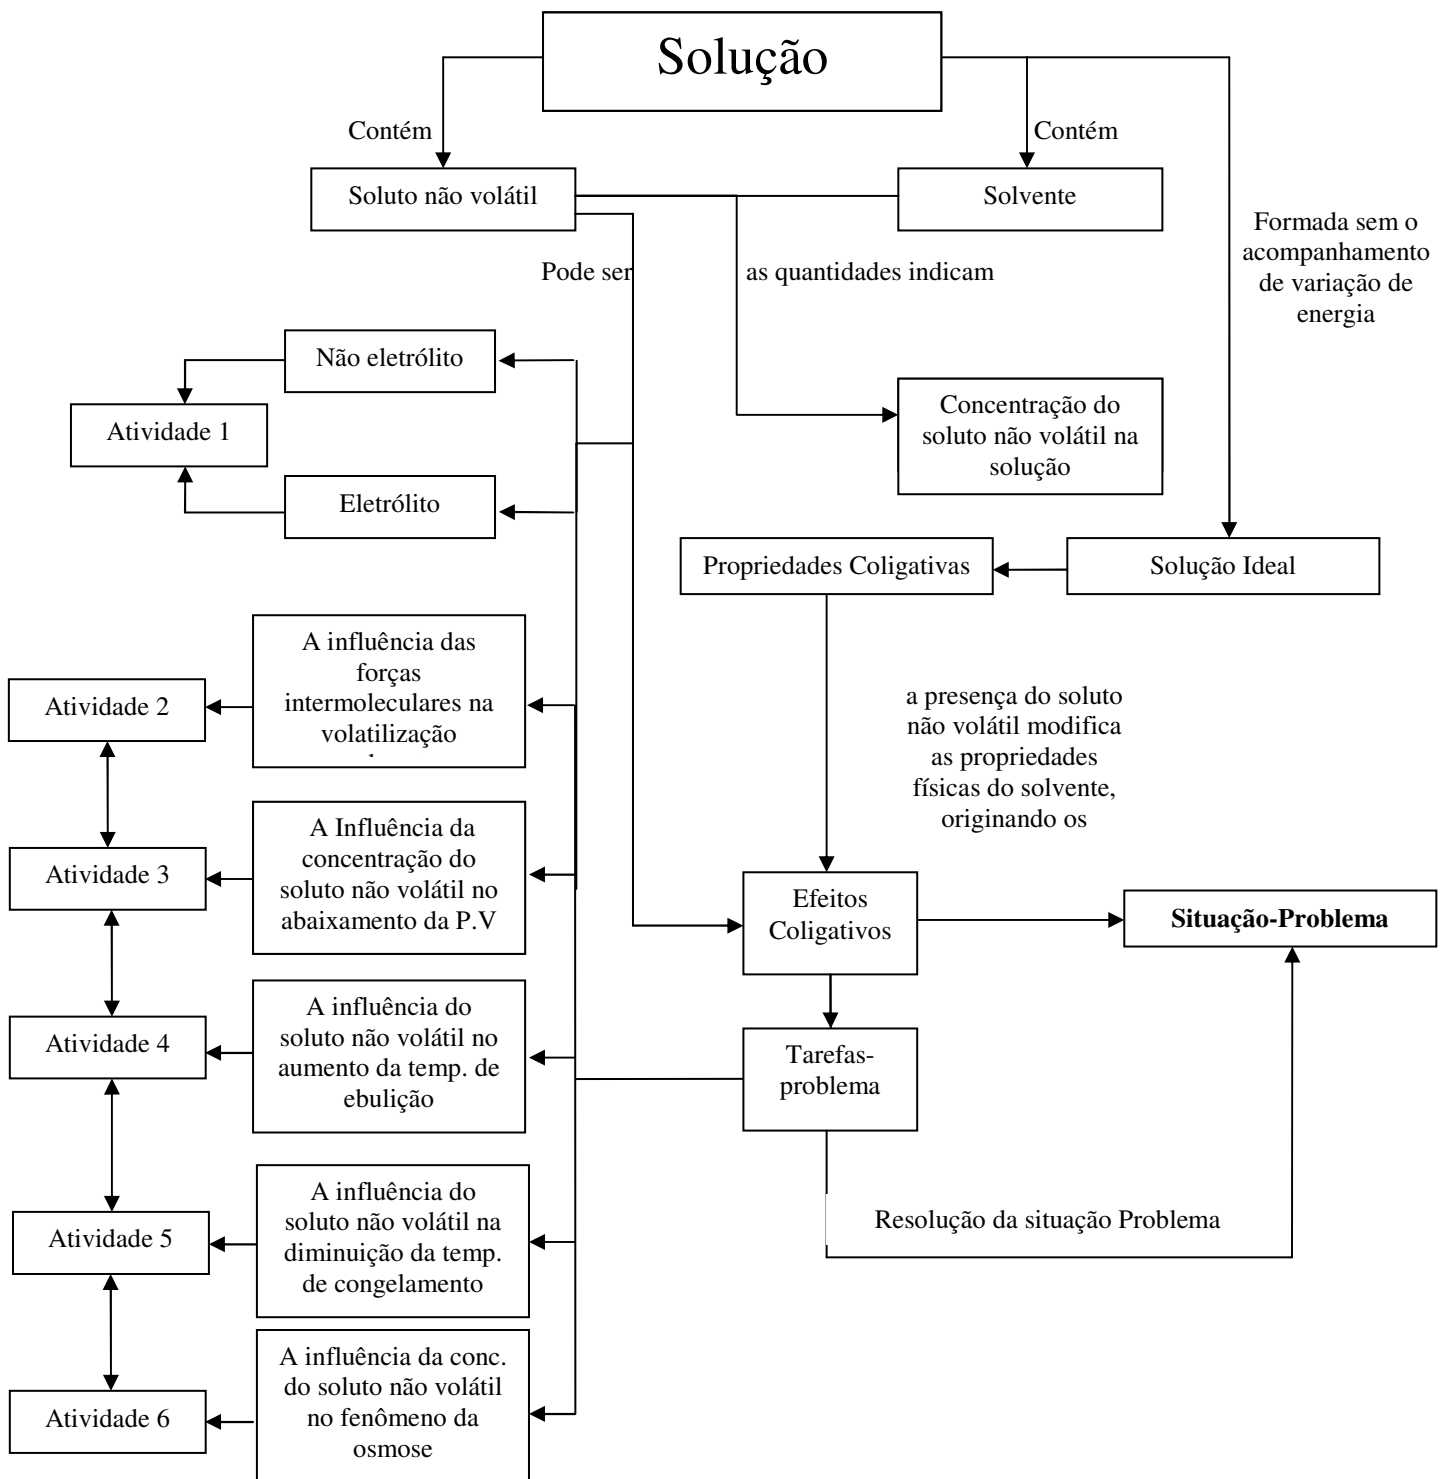 Solução
Contém
Contém
Soluto não volátil
Solvente
Formada sem o
acompanhamento
de variação de
energia
Pode ser
as quantidades indicam
Não eletrólito
Atividade 1
Eletrólito
Concentração do
soluto não volátil na
solução
Propriedades Coligativas
Solução Ideal
A influência das
forças
intermoleculares na
volatilização
Atividade 2
a presença do soluto
não volátil modifica
as propriedades
físicas do solvente,
originando os
A Influência da
concentração do
soluto não volátil no
abaixamento da P.V
Atividade 3
Efeitos
Coligativos
Situação-Problema
A influência do
soluto não volátil no
aumento da temp. de
ebulição
Atividade 4
Tarefas-
problema
A influência do
soluto não volátil na
diminuição da temp.
de congelamento
Atividade 5
Resolução da situação Problema
A influência da conc.
do soluto não volátil
no fenômeno da
osmose
Atividade 6